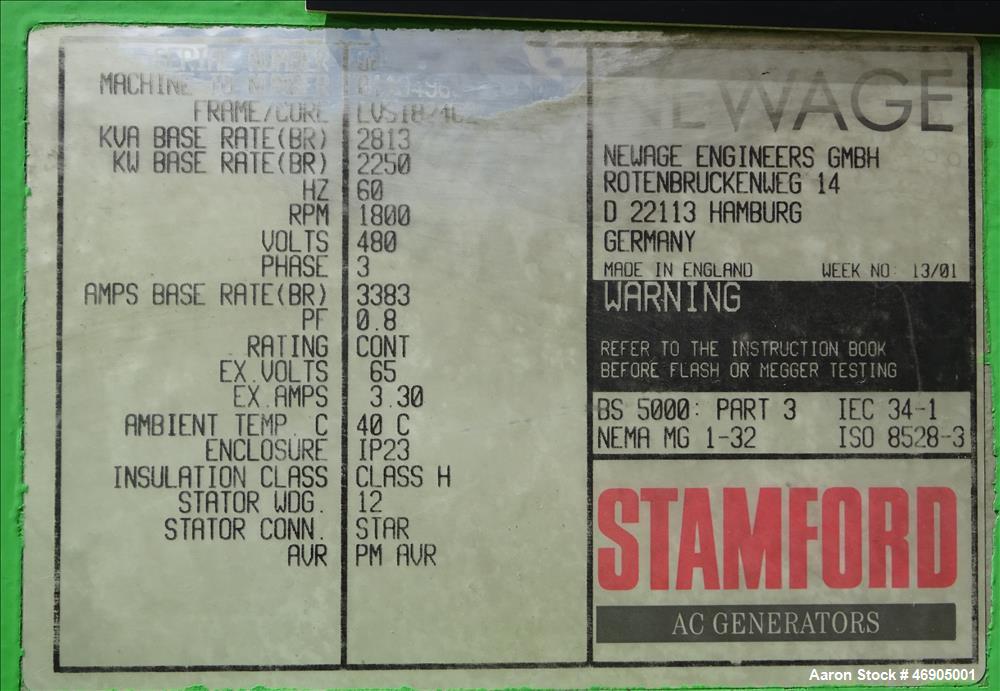 SERIAL NUMBER
MACHINE ID NUMBER
FRAME/CORE
KVA BASE RATE(BR) 2813
KW BASE RATE(BR) 2250
HZ 60
RPM 1800
VOLTS 480
PHASE 3
AMPS BASE RATE(BR) 3383
PF 0.8
RATING CONT
EX.VOLTS 65
EX.AMPS 3.30
AMBIENT TEMP. C 40 C
ENCLOSURE IP23
INSULATION CLASS CLASS H
STATOR WDG. 12
STATOR CONN. STAR
AVR PM AVR
NEWAGE
NEWAGE ENGINEERS GMBH
ROTENBRUCKENWEG 14
D 22113 HAMBURG
GERMANY
MADE IN ENGLAND WEEK NO: 13/01
WARNING
REFER TO THE INSTRUCTION BOOK
BEFORE FLASH OR MEGGER TESTING
BS 5000: PART 3 IEC 34-1
NEMA MG 1-32 ISO 8528-3
STAMFORD
AC GENERATORS
Aaron Stock # 46905001